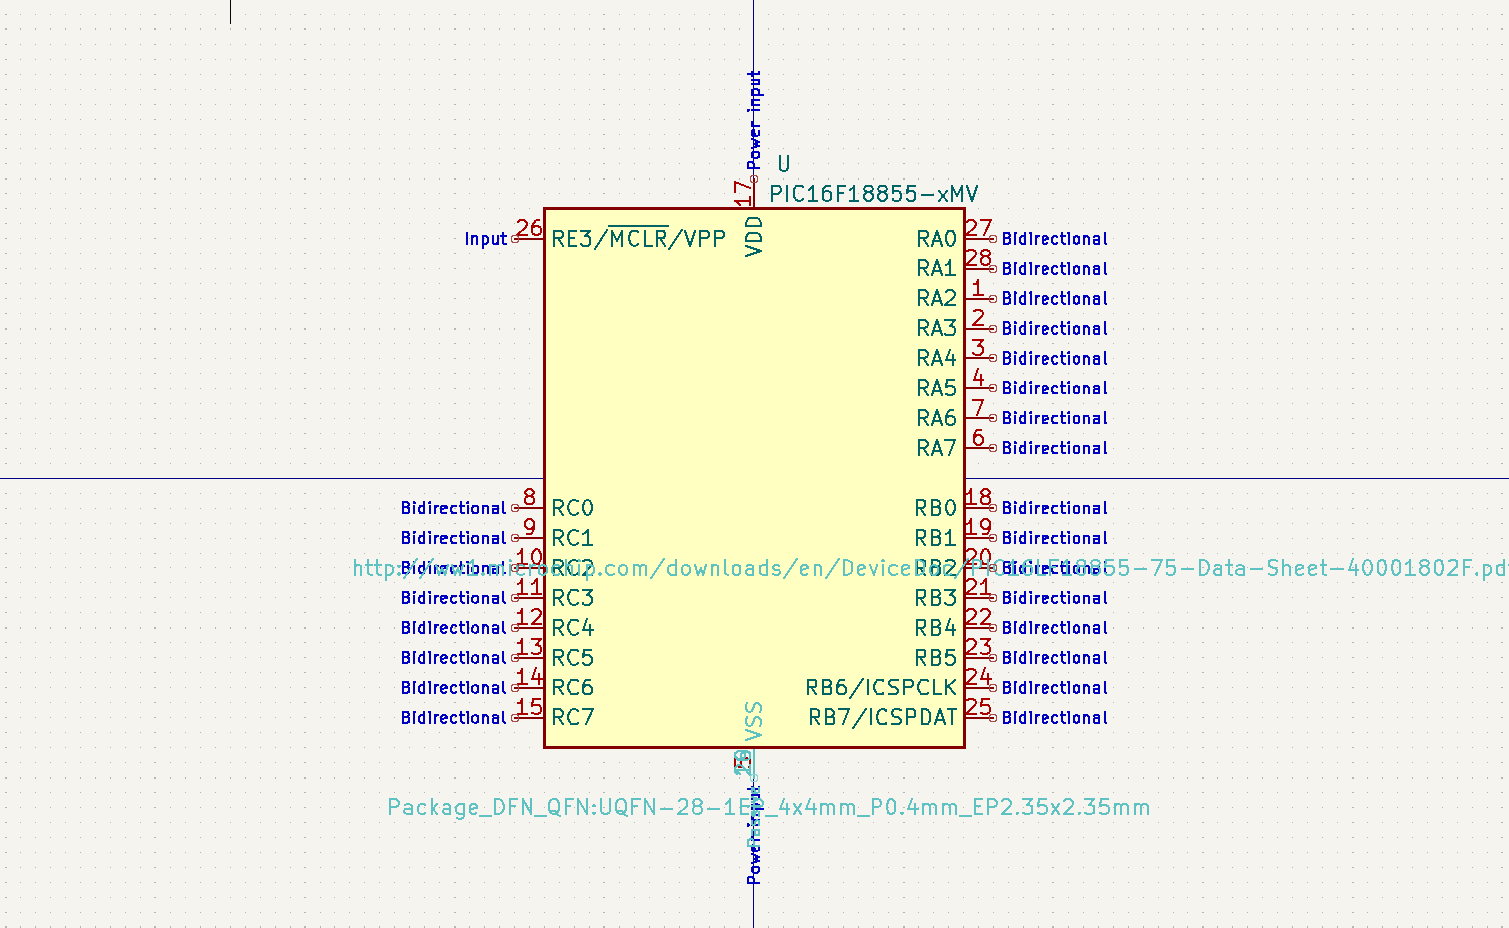 Power input
U
17
PIC16F18855-xMV
VDD
Input 26 RE3/MCLR/VPP
RA0 27 Bidirectional
RA1 28 Bidirectional
RA2 1 Bidirectional
RA3 2 Bidirectional
RA4 3 Bidirectional
RA5 4 Bidirectional
RA6 7 Bidirectional
RA7 6 Bidirectional
Bidirectional 8 RC0
RB0 18 Bidirectional
Bidirectional 9 RC1
RB1 19 Bidirectional
Bidirectional 10 RC2
RB2 20 Bidirectional
http://ww1.microchip.com/downloads/en/DeviceDoc/PIC16LF18855-75-Data-Sheet-40001802F.pd
Bidirectional 11 RC3
RB3 21 Bidirectional
Bidirectional 12 RC4
RB4 22 Bidirectional
Bidirectional 13 RC5
RB5 23 Bidirectional
Bidirectional 14 RC6
RB6/ICSPCLK 24 Bidirectional
Bidirectional 15 RC7
RB7/ICSPDAT 25 Bidirectional
VSS
Package_DFN_QFN:UQFN-28-1EP_4x4mm_P0.4mm_EP2.35x2.35mm
Power input